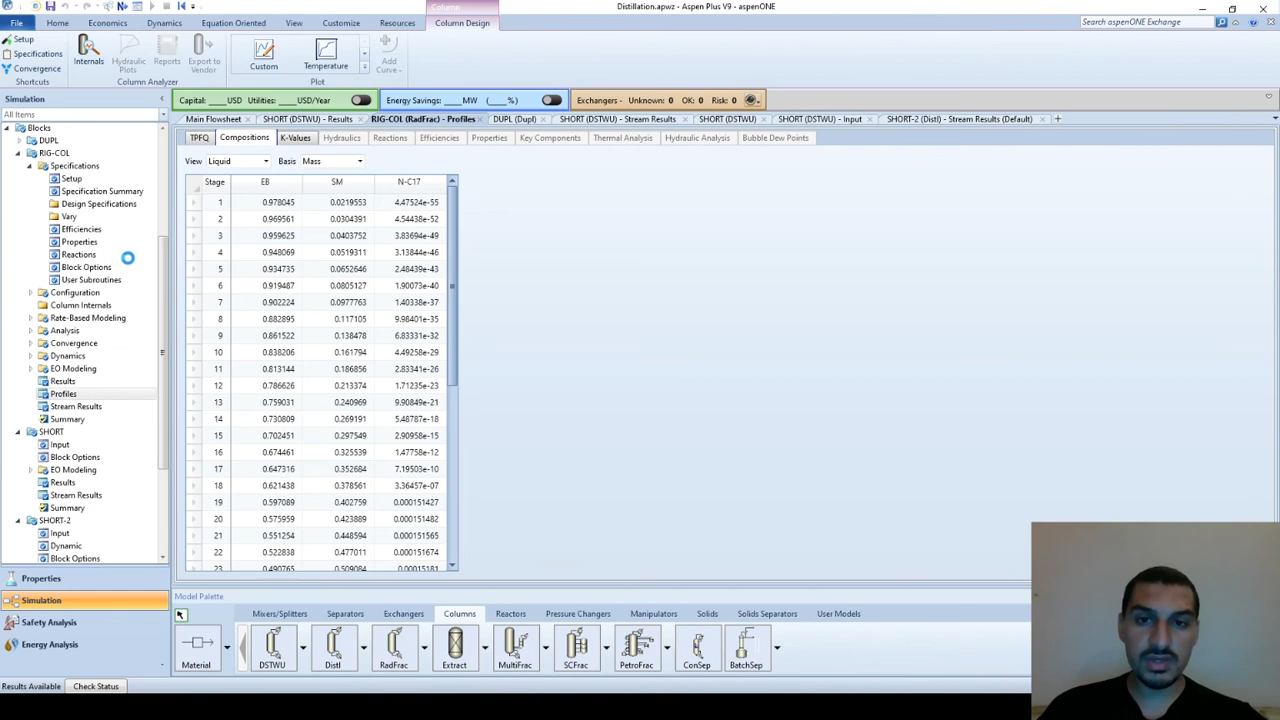 Column
Distillation.apwz - Aspen Plus V9 - aspenONE
File Home Economics Dynamics Equation Oriented View Customize Resources Column Design
Search aspenONE Exchange
Setup
Specifications
Convergence
Shortcuts
Internals
Hydraulic Plots
Reports
Export to Vendor
Column Analyzer
Custom
Temperature
Plot
Add Curve
Simulation
Capital: ____USD Utilities: ____USD/Year
Energy Savings: ____MW (____%)
Exchangers - Unknown: 0 OK: 0 Risk: 0
All Items
Main Flowsheet
SHORT (DSTWU) - Results
RIG-COL (RadFrac) - Profiles
DUPL (Dupl)
SHORT (DSTWU) - Stream Results
SHORT (DSTWU)
SHORT (DSTWU) - Input
SHORT-2 (Distl) - Stream Results (Default)
Blocks
DUPL
RIG-COL
Specifications
Setup
Specification Summary
Design Specifications
Vary
Efficiencies
Properties
Reactions
Block Options
User Subroutines
Configuration
Column Internals
Rate-Based Modeling
Analysis
Convergence
Dynamics
EO Modeling
Results
Profiles
Stream Results
Summary
SHORT
Input
Block Options
EO Modeling
Results
Stream Results
Summary
SHORT-2
Input
Dynamic
Block Options
Properties
Simulation
Safety Analysis
Energy Analysis
TPFQ Compositions K-Values Hydraulics Reactions Efficiencies Properties Key Components Thermal Analysis Hydraulic Analysis Bubble Dew Points
View Liquid Basis Mass
Stage EB SM N-C17
1 0.978045 0.0219553 4.47524e-55
2 0.969561 0.0304391 4.54438e-52
3 0.959625 0.0403752 3.83694e-49
4 0.948069 0.0519311 3.13844e-46
5 0.934735 0.0652646 2.48439e-43
6 0.919487 0.0805127 1.90073e-40
7 0.902224 0.0977763 1.40338e-37
8 0.882895 0.117105 9.98401e-35
9 0.861522 0.138478 6.83331e-32
10 0.838206 0.161794 4.49258e-29
11 0.813144 0.186856 2.83341e-26
12 0.786626 0.213374 1.71235e-23
13 0.759031 0.240969 9.90849e-21
14 0.730809 0.269191 5.48787e-18
15 0.702451 0.297549 2.90958e-15
16 0.674461 0.325539 1.47758e-12
17 0.647316 0.352684 7.19503e-10
18 0.621438 0.378561 3.36457e-07
19 0.597089 0.402759 0.000151427
20 0.575959 0.423889 0.000151482
21 0.551254 0.448594 0.000151565
22 0.522838 0.477011 0.000151674
23 0.490765 0.509084 0.00015181
Model Palette
Mixers/Splitters Separators Exchangers Columns Reactors Pressure Changers Manipulators Solids Solids Separators User Models
Material DSTWU Distl RadFrac Extract MultiFrac SCFrac PetroFrac ConSep BatchSep
Results Available Check Status